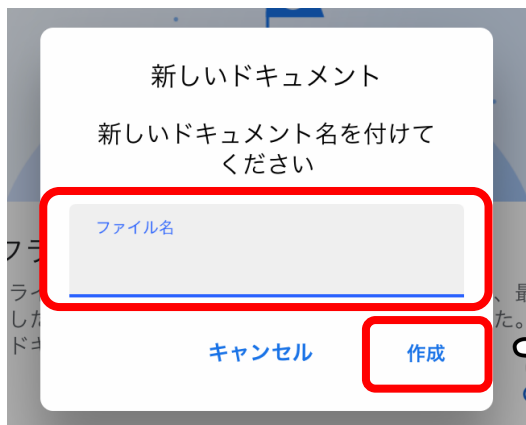 新しいドキュメント
新しいドキュメント名を付けて
ください
ファイル名
キャンセル
作成